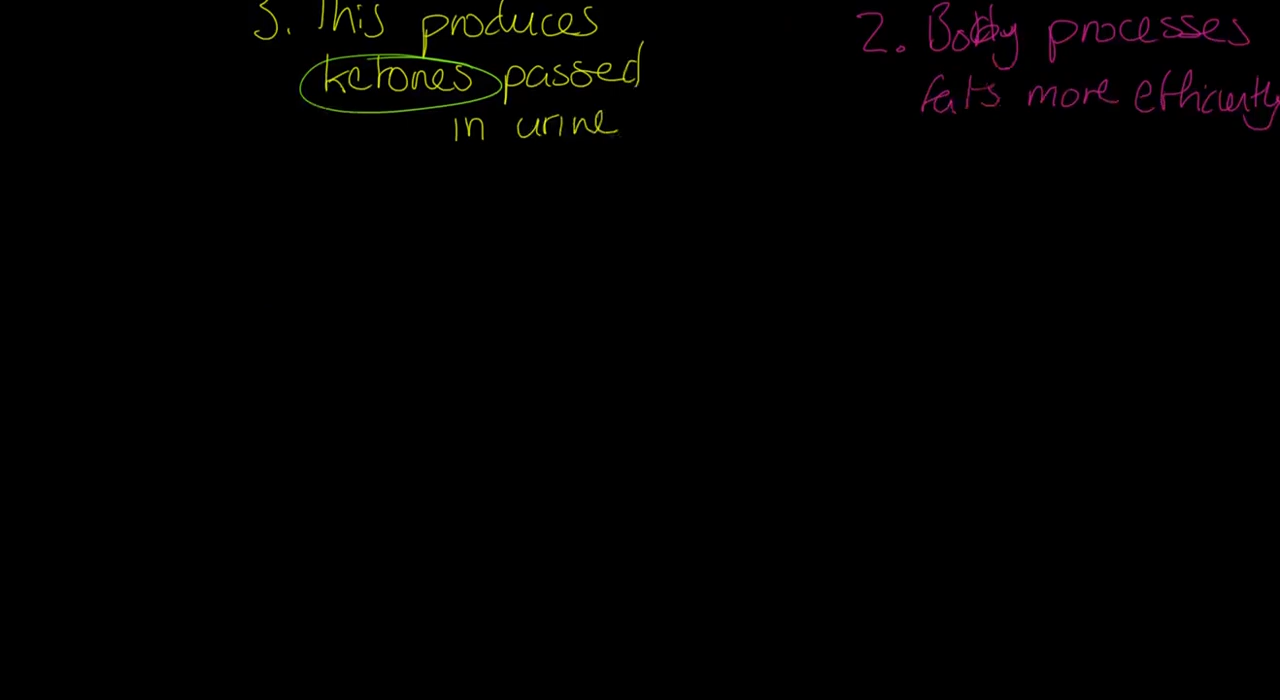 3. This produces
ketones passed
in urine
2. Body processes
fats more efficiently